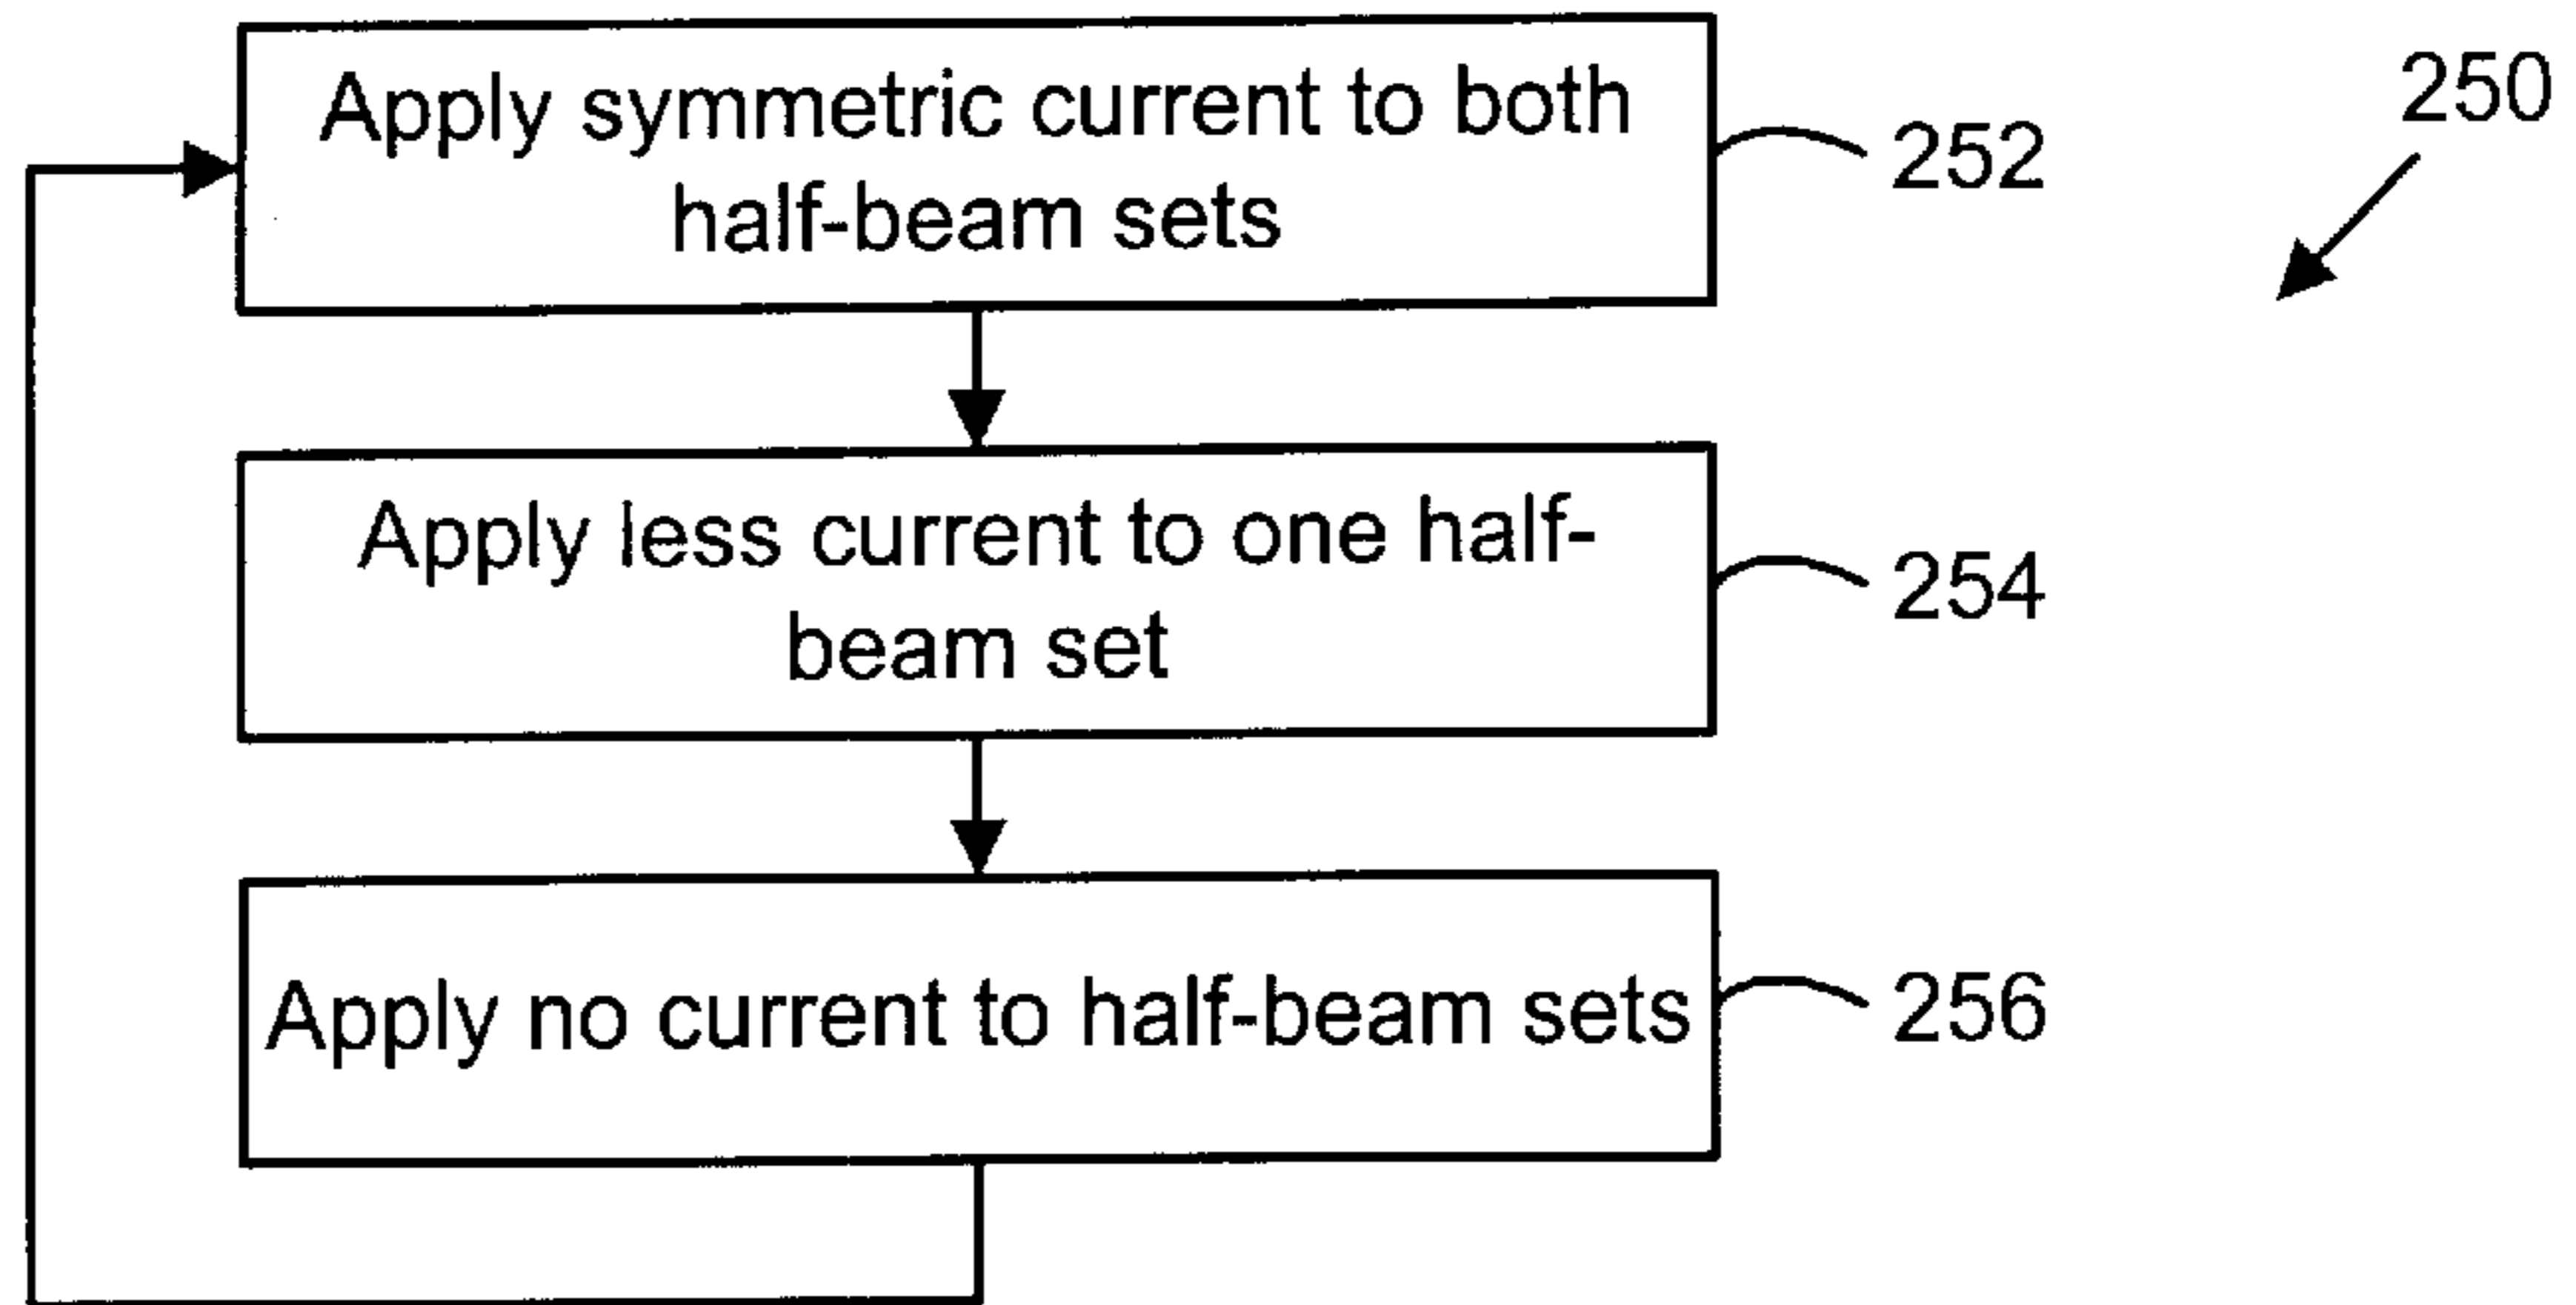 Apply symmetric current to both
half-beam sets
252
250
Apply less current to one half-
beam set
254
Apply no current to half-beam sets
256